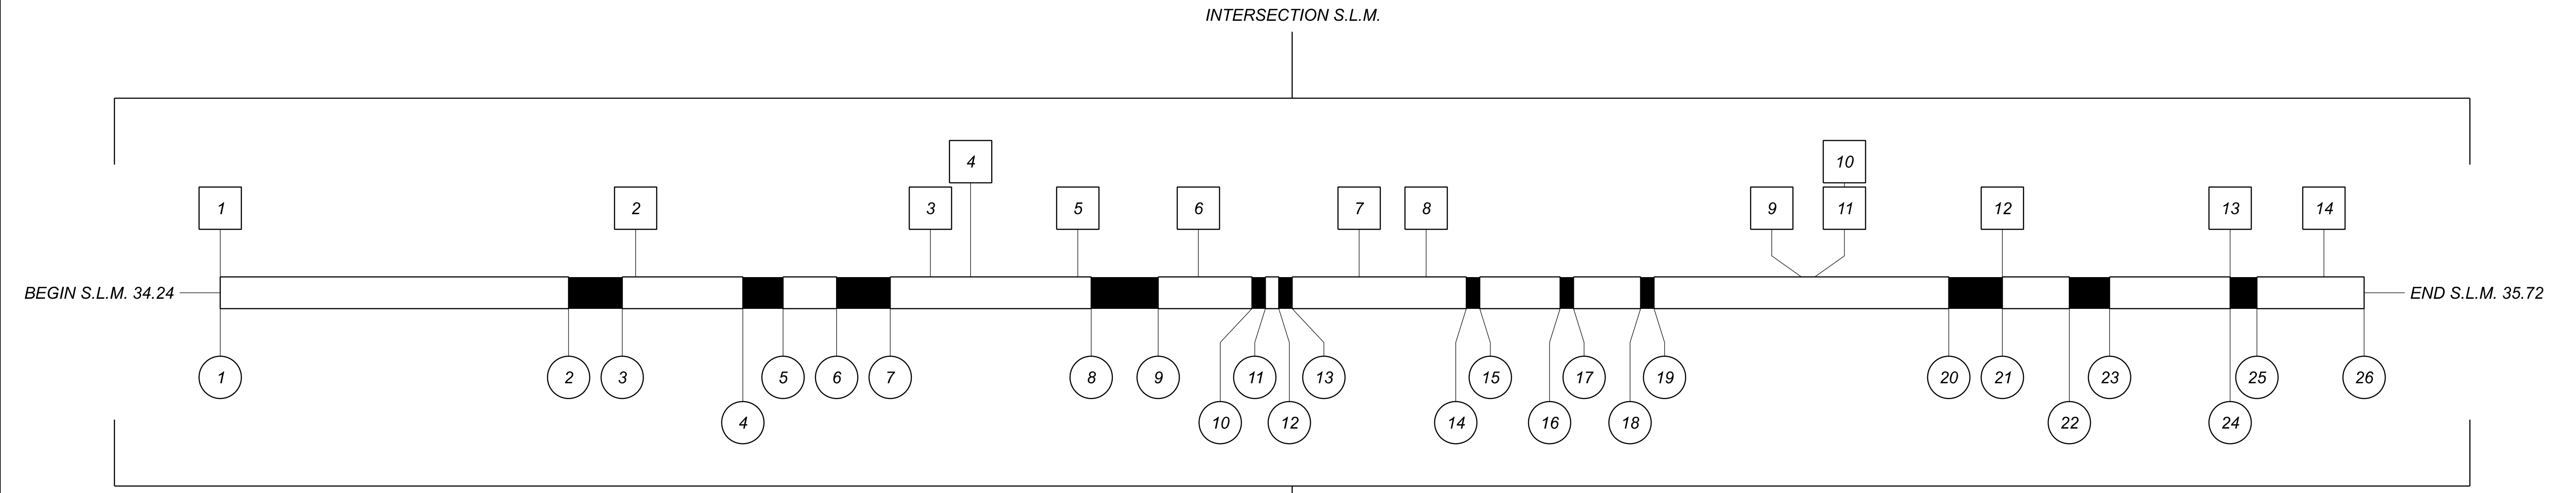 INTERSECTION S.L.M.
4 10
1 2 3 5 6 7 8 9 11 12 13 14
BEGIN S.L.M. 34.24 END S.L.M. 35.72
1 2 3 5 6 7 8 9 11 13 15 17 19 20 21 23 25 26
4 10 12 14 16 18 22 24